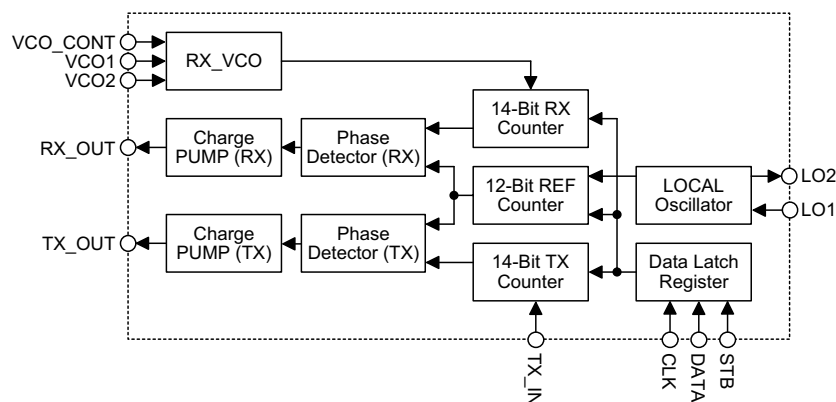 VCO_CONT
VCO1
VCO2
RX_VCO
14-Bit RX
Counter
RX_OUT
Charge
PUMP (RX)
Phase
Detector (RX)
12-Bit REF
Counter
LOCAL
Oscillator
LO2
LO1
TX_OUT
Charge
PUMP (TX)
Phase
Detector (TX)
14-Bit TX
Counter
Data Latch
Register
TX_IN
CLK
DATA
STB